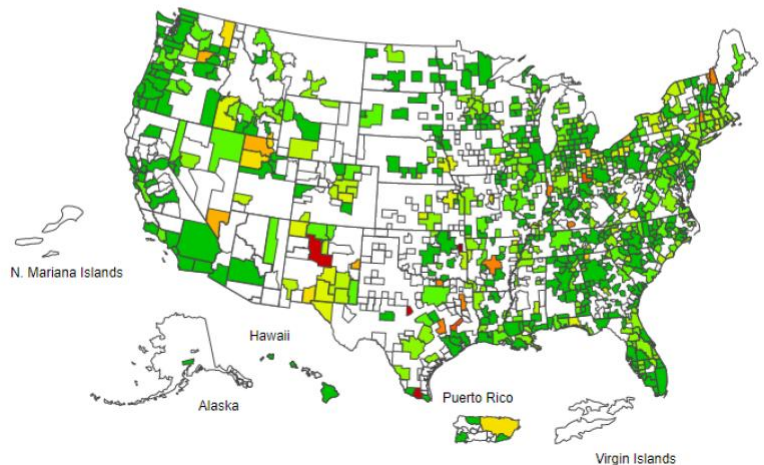 N. Mariana Islands
Hawaii
Alaska
Puerto Rico
Virgin Islands